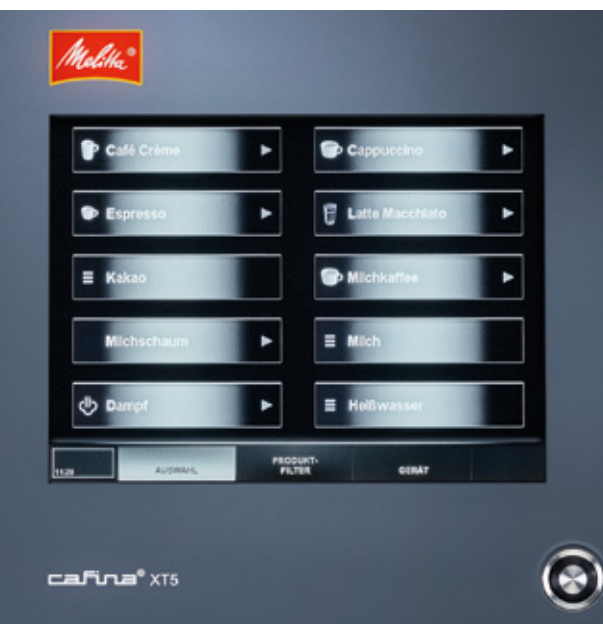 Melitta®
Café Crème
Cappuccino
Espresso
Latte Macchiato
Kakao
Milchkaffee
Milchschaum
Milch
Dampf
Heißwasser
11:20
AUSWAHL
PRODUKT-
FILTER
GERÄT
cafina® XT5